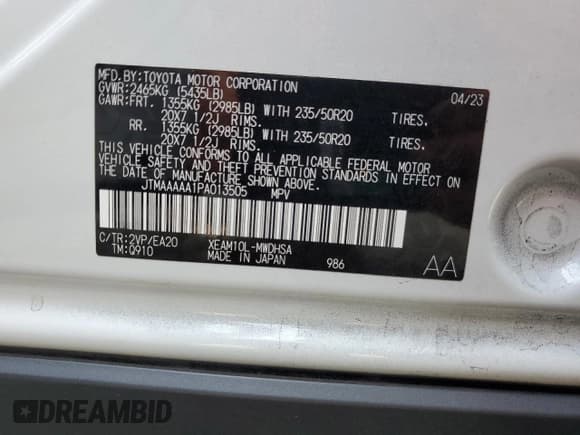 MFD. BY: TOYOTA MOTOR CORPORATION 04/23
GVWR: 2465KG (5435LB)
GAWR: FRT. 1355KG (2985LB) WITH 235/50R20 TIRES.
20X7 1/2J RIMS.
RR. 1355KG (2985LB) WITH 235/50R20 TIRES.
20X7 1/2J RIMS.
THIS VEHICLE CONFORMS TO ALL APPLICABLE FEDERAL MOTOR
VEHICLE SAFETY AND THEFT PREVENTION STANDARDS IN EFFECT ON
THE DATE OF MANUFACTURE SHOWN ABOVE.
JTMAAAAA1PA013505 MPV
C/TR: 2VP/EA20 XEAM10L-MWDHSA
TM: Q910 MADE IN JAPAN 986 AA
DREAMBID